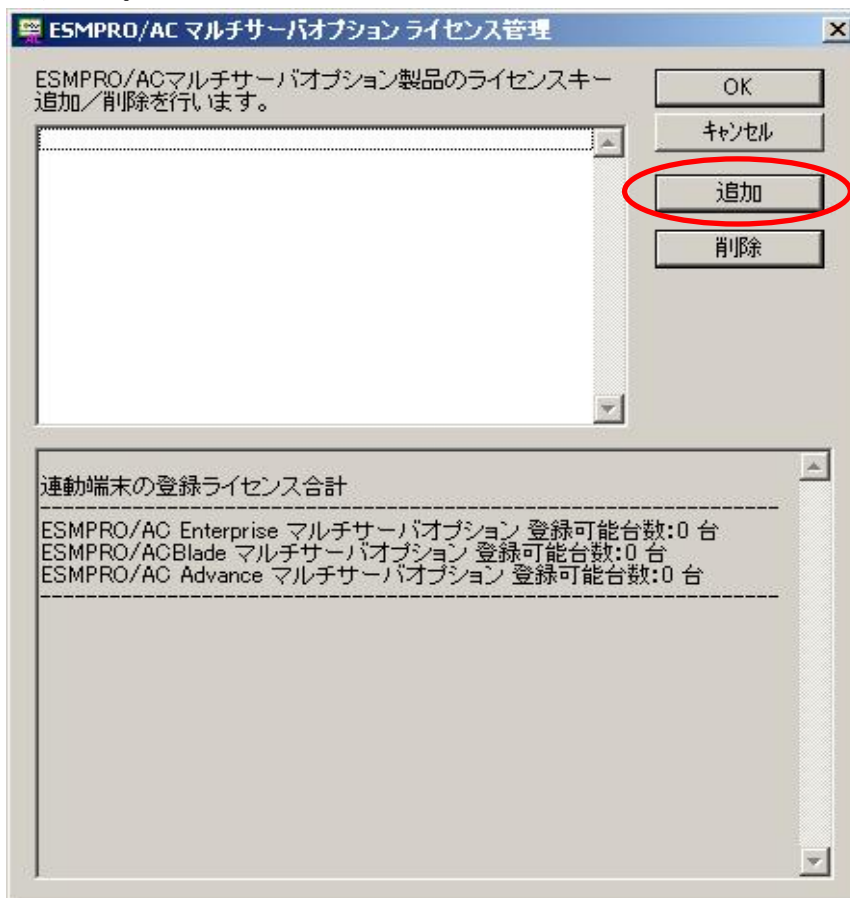 ESMPRO/AC マルチサーバオプション ライセンス管理
ESMPRO/ACマルチサーバオプション製品のライセンスキー
追加／削除を行います。
OK
キャンセル
追加
削除
連動端末の登録ライセンス合計
--------------------------------------------------------------
ESMPRO/AC Enterprise マルチサーバオプション 登録可能台数:0 台
ESMPRO/ACBlade マルチサーバオプション 登録可能台数:0 台
ESMPRO/AC Advance マルチサーバオプション 登録可能台数:0 台
--------------------------------------------------------------